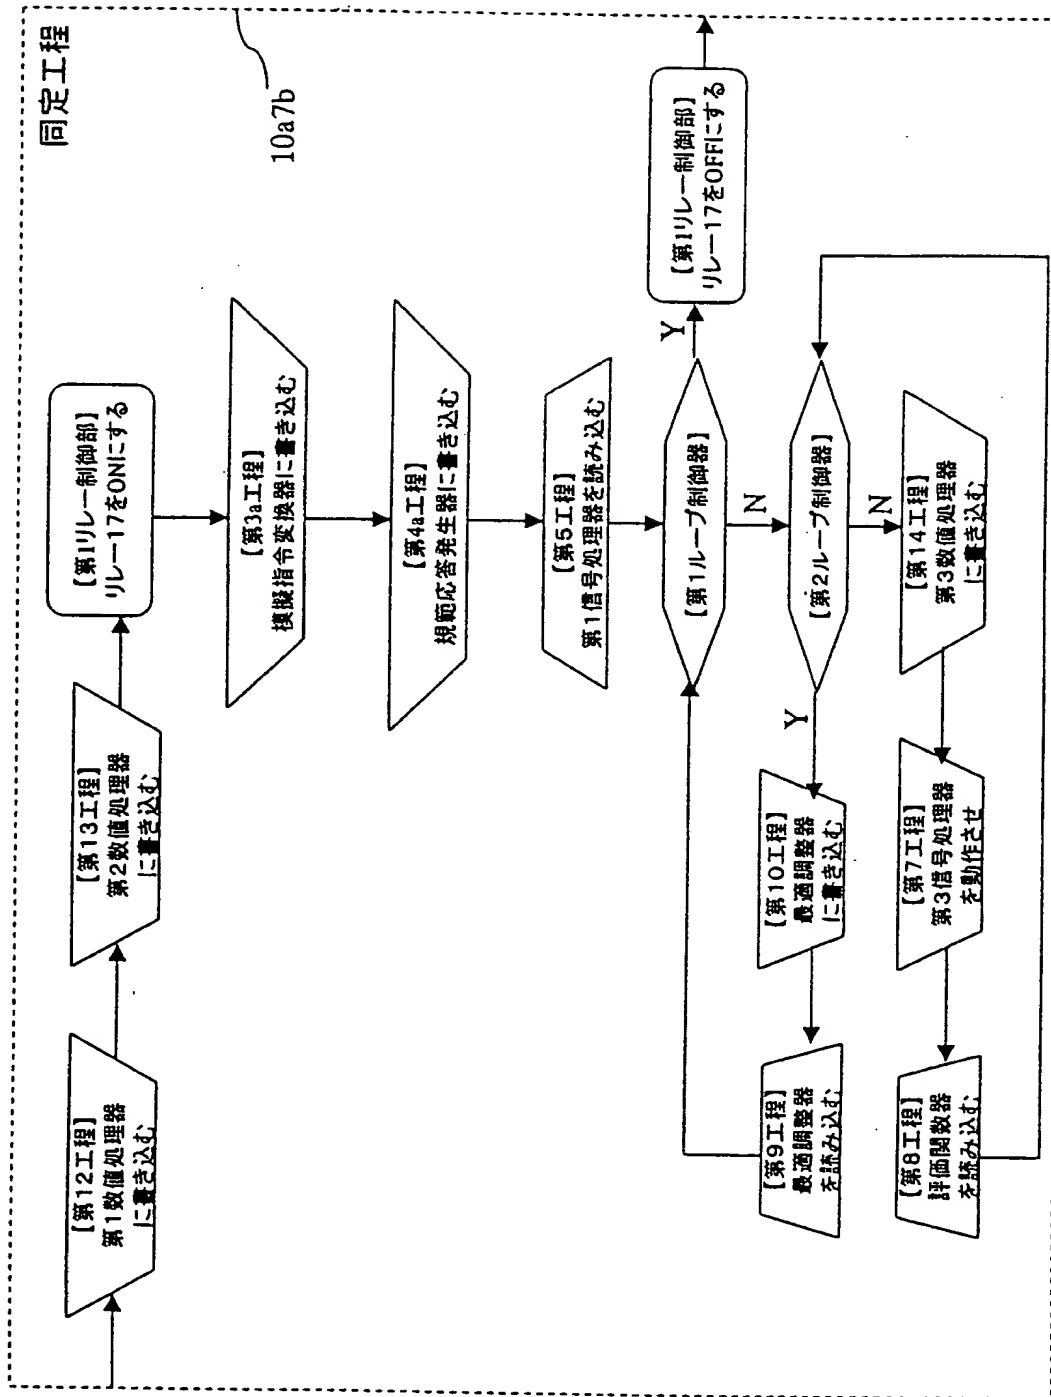 同定工程
10a7b
【第12工程】
第1数値処理器
に書き込む
【第13工程】
第2数値処理器
に書き込む
【第1リレー制御部】
リレー17をONにする
【第3a工程】
模擬指令変換器に書き込む
【第4a工程】
規範応答発生器に書き込む
【第5工程】
第1信号処理器を読み込む
【第1ループ制御器】
Y
【第1リレー制御部】
リレー17をOFFにする
N
【第2ループ制御器】
Y
【第10工程】
最適調整器
に書き込む
【第9工程】
最適調整器
を読み込む
N
【第14工程】
第3数値処理器
に書き込む
【第7工程】
第3信号処理器
を動作させ
【第8工程】
評価関数器
を読み込む